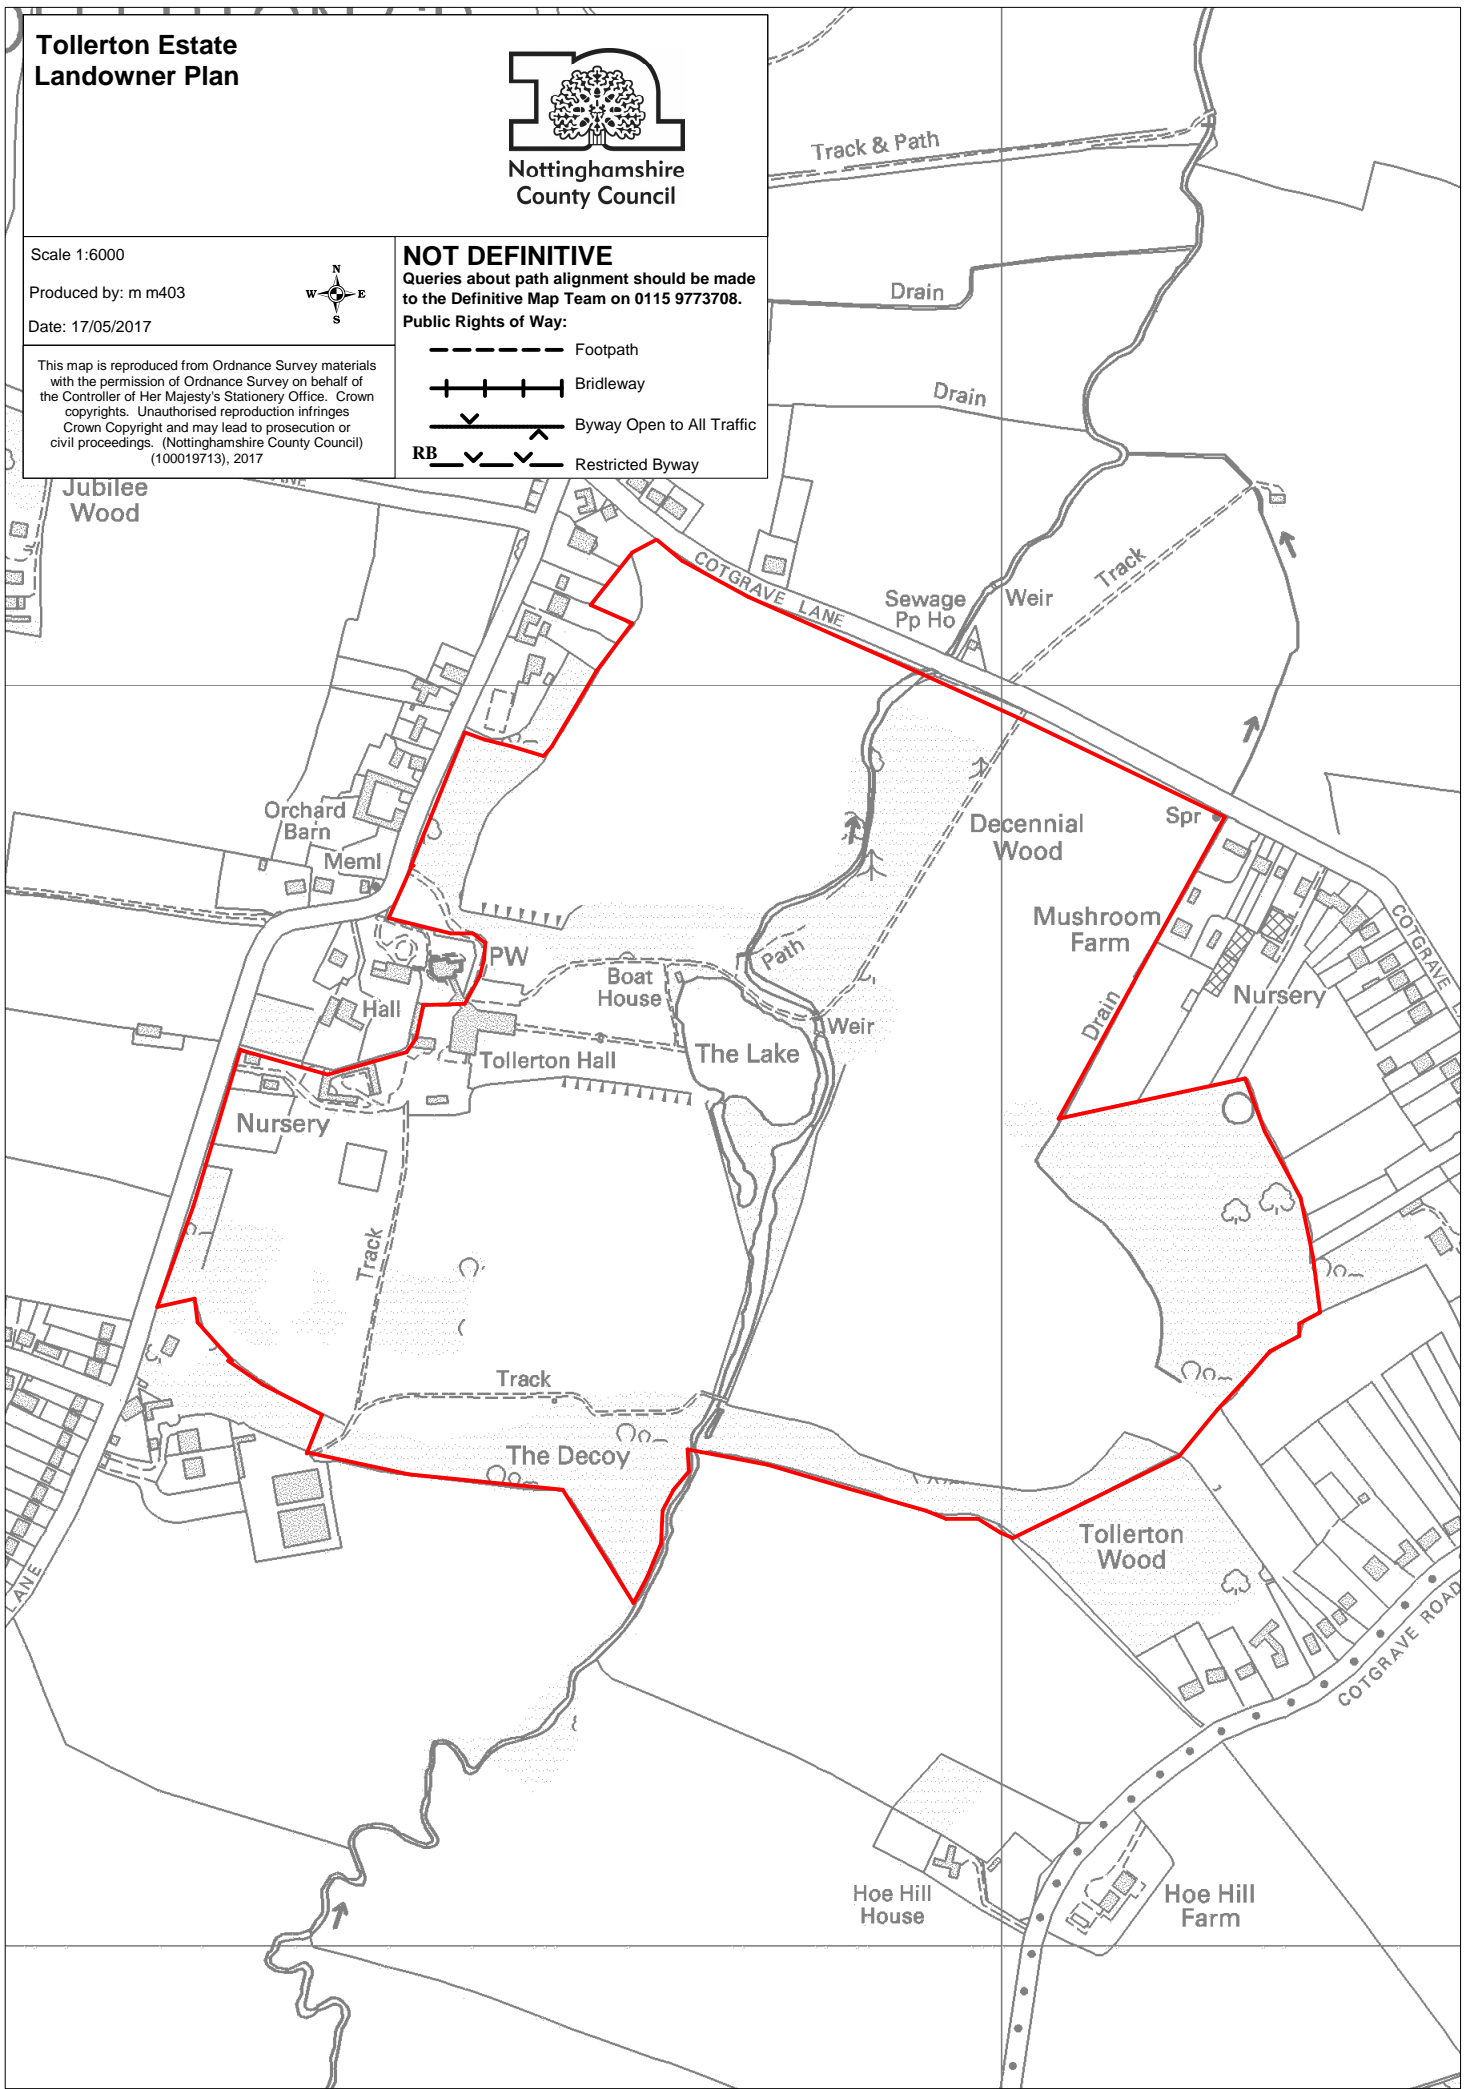 Tollerton Estate
Landowner Plan
Nottinghamshire
County Council
Scale 1:6000
Produced by: m m403
Date: 17/05/2017
N
W E
S
This map is reproduced from Ordnance Survey materials
with the permission of Ordnance Survey on behalf of
the Controller of Her Majesty's Stationery Office. Crown
copyrights. Unauthorised reproduction infringes
Crown Copyright and may lead to prosecution or
civil proceedings. (Nottinghamshire County Council)
(100019713), 2017
NOT DEFINITIVE
Queries about path alignment should be made
to the Definitive Map Team on 0115 9773708.
Public Rights of Way:
Footpath
Bridleway
Byway Open to All Traffic
RB
Restricted Byway
Track & Path
Drain
Drain
Jubilee
Wood
COTGRAVE LANE
Sewage
Pp Ho
Weir
Track
Orchard
Barn
Meml
Spr
Decennial
Wood
Mushroom
Farm
COTGRAVE
PW
Path
Boat
House
Hall
Weir
Drain
Nursery
Tollerton Hall
The Lake
Nursery
Track
Track
The Decoy
Tollerton
Wood
LANE
COTGRAVE ROAD
Hoe Hill
House
Hoe Hill
Farm